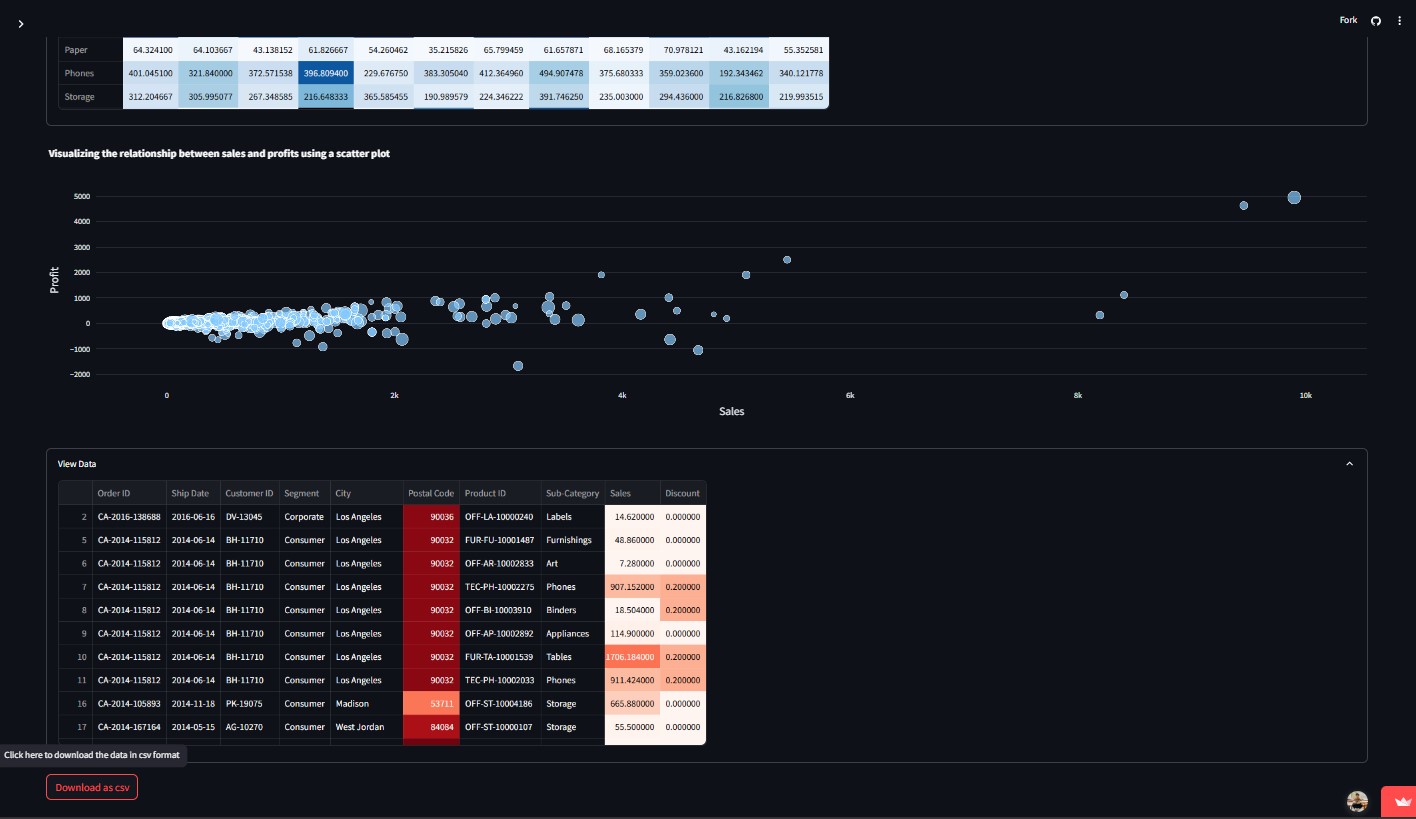 Fork
Paper 64.324100 64.103667 43.138152 61.826667 54.260462 35.215826 65.799459 61.657871 68.165379 70.978121 43.162194 55.352581
Phones 401.045100 321.840000 372.571538 396.809400 229.676750 383.305040 412.364960 494.907478 375.680333 359.023600 192.343462 340.121778
Storage 312.204667 305.995077 267.348585 216.648333 365.585455 190.989579 224.346222 391.746250 235.003000 294.436000 216.826800 219.993515
Visualizing the relationship between sales and profits using a scatter plot
5000
4000
3000
2000
1000
0
−1000
−2000
Profit
0 2k 4k 6k 8k 10k
Sales
View Data
Order ID Ship Date Customer ID Segment City Postal Code Product ID Sub-Category Sales Discount
2 CA-2016-138688 2016-06-16 DV-13045 Corporate Los Angeles 90036 OFF-LA-10000240 Labels 14.620000 0.000000
5 CA-2014-115812 2014-06-14 BH-11710 Consumer Los Angeles 90032 FUR-FU-10001487 Furnishings 48.860000 0.000000
6 CA-2014-115812 2014-06-14 BH-11710 Consumer Los Angeles 90032 OFF-AR-10002833 Art 7.280000 0.000000
7 CA-2014-115812 2014-06-14 BH-11710 Consumer Los Angeles 90032 TEC-PH-10002275 Phones 907.152000 0.200000
8 CA-2014-115812 2014-06-14 BH-11710 Consumer Los Angeles 90032 OFF-BI-10003910 Binders 18.504000 0.200000
9 CA-2014-115812 2014-06-14 BH-11710 Consumer Los Angeles 90032 OFF-AP-10002892 Appliances 114.900000 0.000000
10 CA-2014-115812 2014-06-14 BH-11710 Consumer Los Angeles 90032 FUR-TA-10001539 Tables 1706.184000 0.200000
11 CA-2014-115812 2014-06-14 BH-11710 Consumer Los Angeles 90032 TEC-PH-10002033 Phones 911.424000 0.200000
16 CA-2014-105893 2014-11-18 PK-19075 Consumer Madison 53711 OFF-ST-10004186 Storage 665.880000 0.000000
17 CA-2014-167164 2014-05-15 AG-10270 Consumer West Jordan 84084 OFF-ST-10000107 Storage 55.500000 0.000000
Click here to download the data in csv format
Download as csv